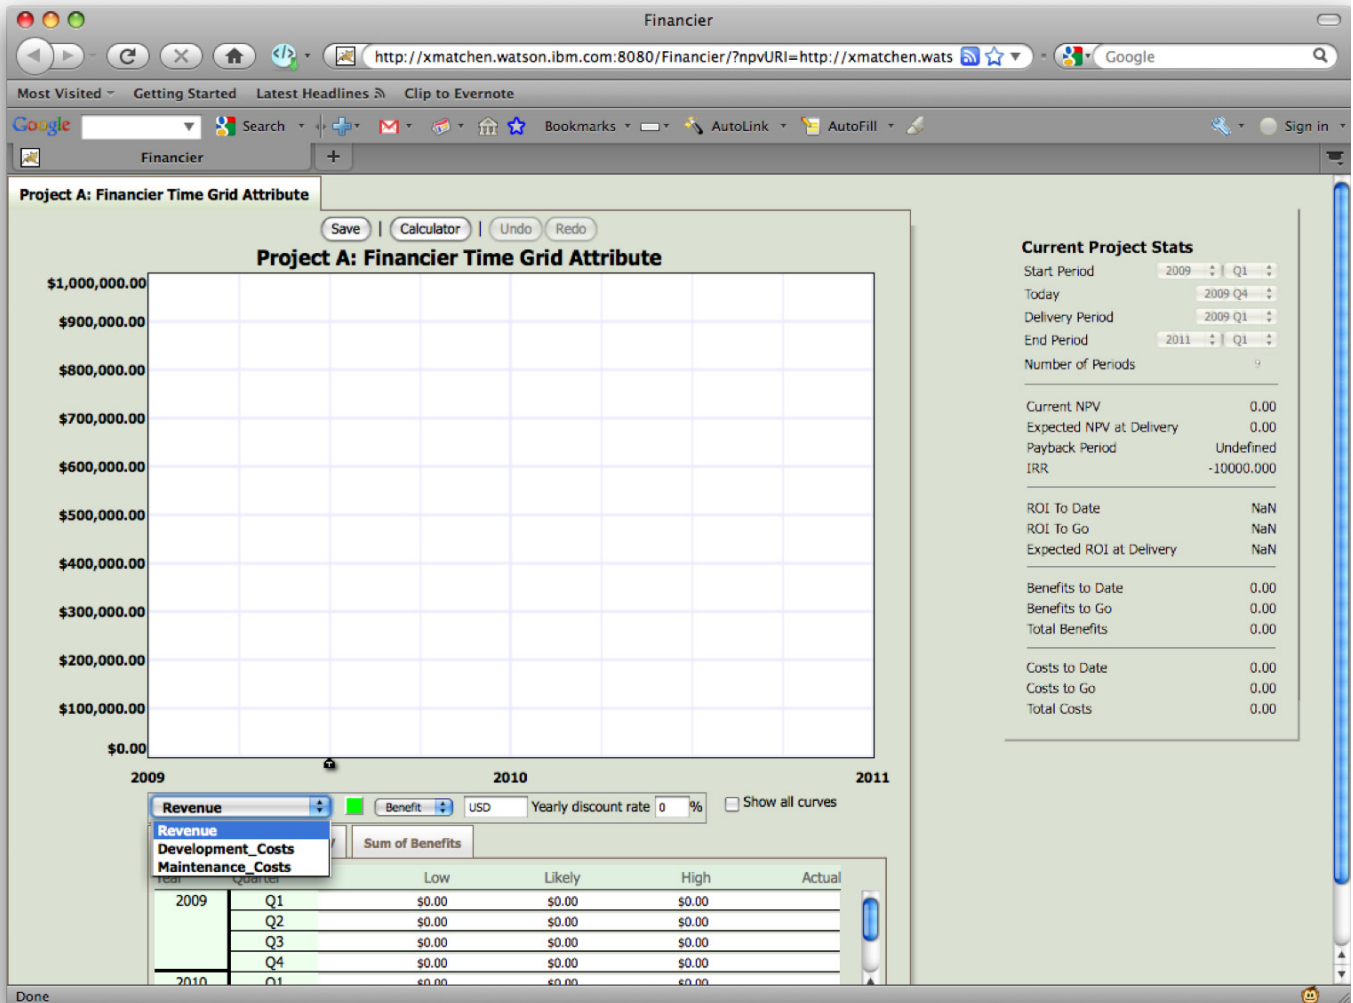 Financier
http://xmatchen.watson.ibm.com:8080/Financier/?npvURI=http://xmatchen.wats
Google
Most Visited Getting Started Latest Headlines Clip to Evernote
Google Search Bookmarks AutoLink AutoFill Sign in
Financier +
Project A: Financier Time Grid Attribute
Save | Calculator | Undo Redo
Project A: Financier Time Grid Attribute
$1,000,000.00
$900,000.00
$800,000.00
$700,000.00
$600,000.00
$500,000.00
$400,000.00
$300,000.00
$200,000.00
$100,000.00
$0.00
2009 2010 2011
Revenue Benefit USD Yearly discount rate 0 % Show all curves
Revenue
Development_Costs
Maintenance_Costs
Sum of Benefits
Year Quarter Low Likely High Actual
2009 Q1 $0.00 $0.00 $0.00
Q2 $0.00 $0.00 $0.00
Q3 $0.00 $0.00 $0.00
Q4 $0.00 $0.00 $0.00
2010 Q1 $0.00 $0.00 $0.00
Current Project Stats
Start Period 2009 Q1
Today 2009 Q4
Delivery Period 2009 Q1
End Period 2011 Q1
Number of Periods 9
Current NPV 0.00
Expected NPV at Delivery 0.00
Payback Period Undefined
IRR -10000.000
ROI To Date NaN
ROI To Go NaN
Expected ROI at Delivery NaN
Benefits to Date 0.00
Benefits to Go 0.00
Total Benefits 0.00
Costs to Date 0.00
Costs to Go 0.00
Total Costs 0.00
Done